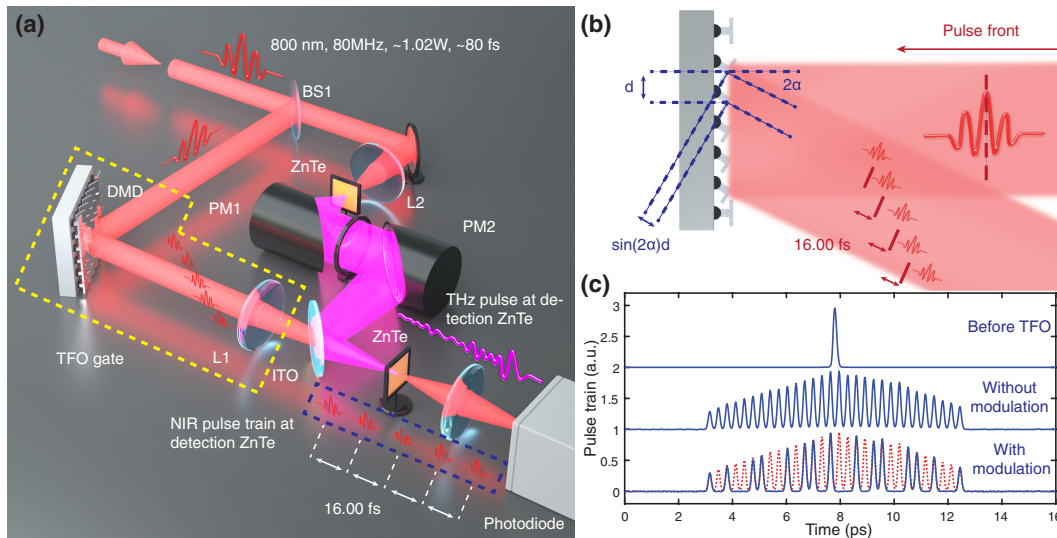 (a)
800 nm, 80MHz, ~1.02W, ~80 fs
BS1
ZnTe
DMD
L2
PM1
PM2
THz pulse at de-
tection ZnTe
ZnTe
TFO gate
L1
ITO
NIR pulse train at
detection ZnTe
16.00 fs
Photodiode
(b)
Pulse front
d
2α
sin(2α)d
16.00 fs
(c)
Pulse train (a.u.)
3
2.5
2
1.5
1
0.5
0
Before TFO
Without
modulation
With
modulation
0 2 4 6 8 10 12 14 16
Time (ps)